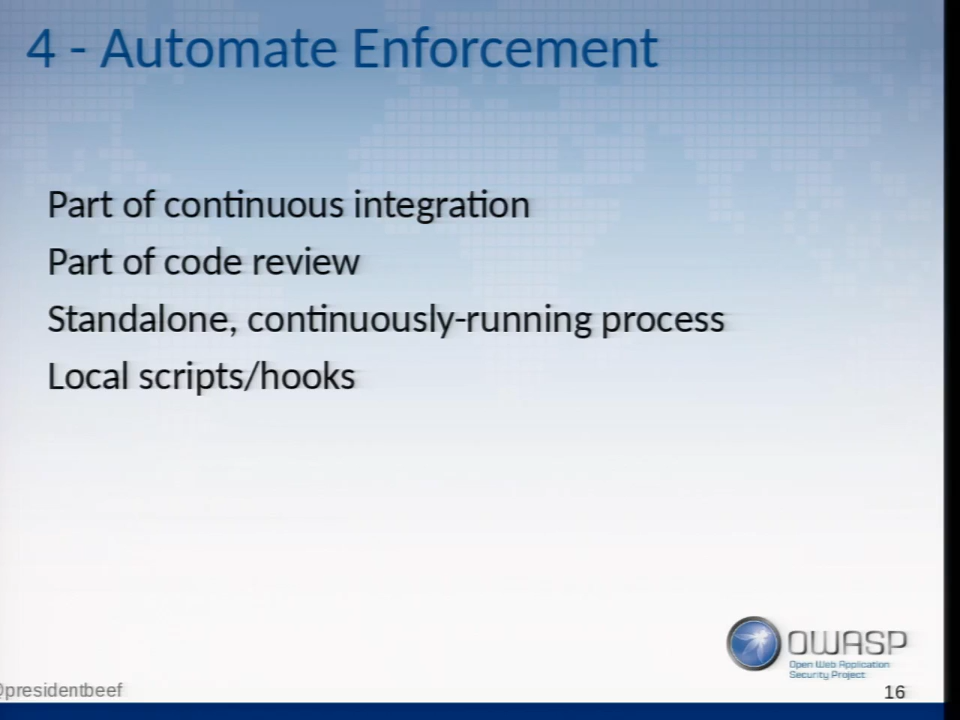 4 - Automate Enforcement
Part of continuous integration
Part of code review
Standalone, continuously-running process
Local scripts/hooks
OWASP
Open Web Application
Security Project
@presidentbeef
16